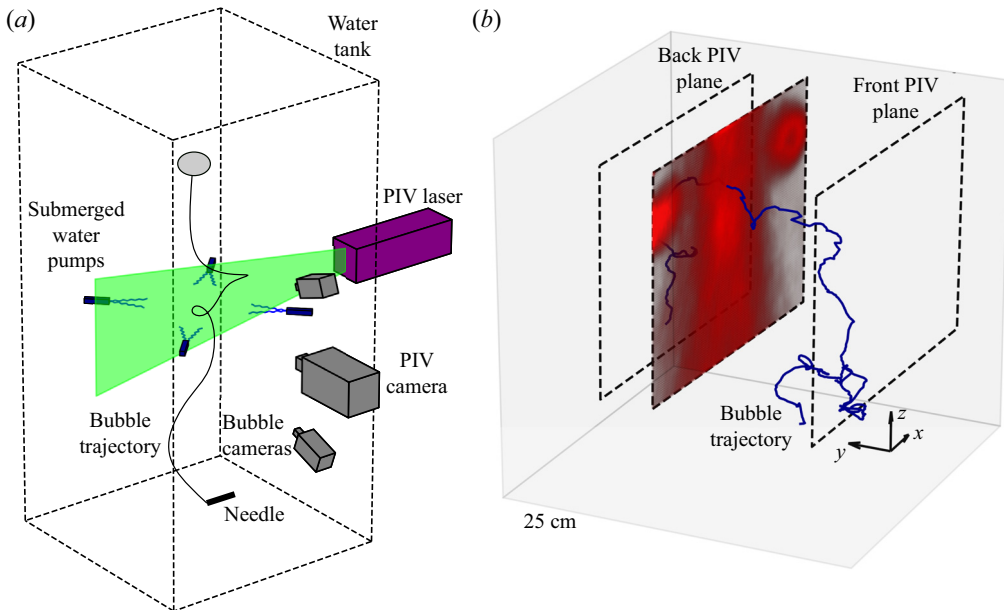 (a)
Water
tank
Submerged
water
pumps
PIV laser
PIV
camera
Bubble
trajectory
Bubble
cameras
Needle
(b)
Back PIV
plane
Front PIV
plane
Bubble
trajectory
z
x
y
25 cm